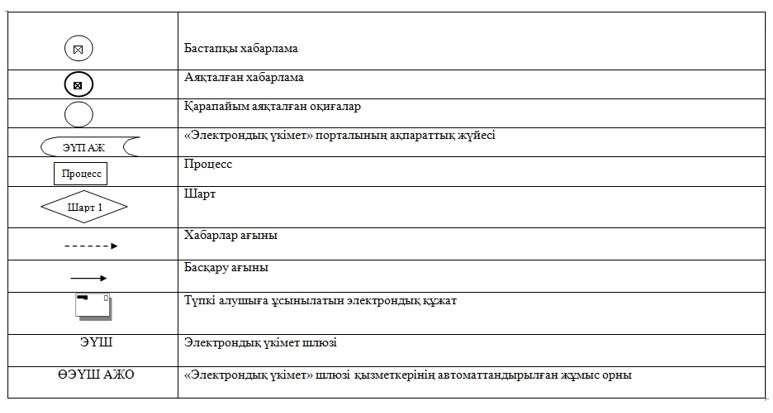 Бастапқы хабарлама
Аяқталған хабарлама
Қарапайым аяқталған оқиғалар
ЭҮП АЖ «Электрондық үкімет» порталының ақпараттық жүйесі
Процесс Процесс
Шарт 1 Шарт
Хабарлар ағыны
Басқару ағыны
Түпкі алушыға ұсынылатын электрондық құжат
ЭҮШ Электрондық үкімет шлюзі
ӨЭҮШ АЖО «Электрондық үкімет» шлюзі қызметкерінің автоматтандырылған жұмыс орны